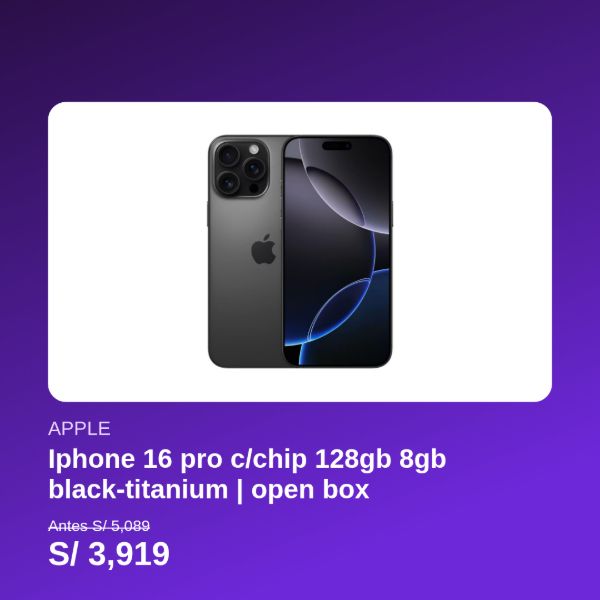 APPLE
Iphone 16 pro c/chip 128gb 8gb
black-titanium | open box
Antes S/ 5,089
S/ 3,919